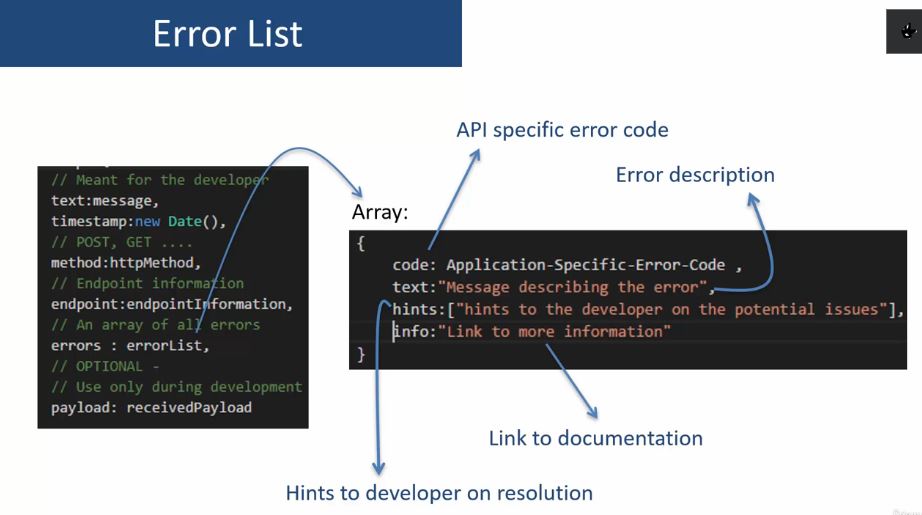 Error List
API specific error code
Error description
// Meant for the developer
text:message,
timestamp:new Date(),
// POST, GET ....
method:httpMethod,
// Endpoint information
endpoint:endpointInformation,
// An array of all errors
errors : errorList,
// OPTIONAL -
// Use only during development
payload: receivedPayload
Array:
{
code: Application-Specific-Error-Code ,
text:"Message describing the error",
hints:["hints to the developer on the potential issues"],
info:"Link to more information"
}
Link to documentation
Hints to developer on resolution